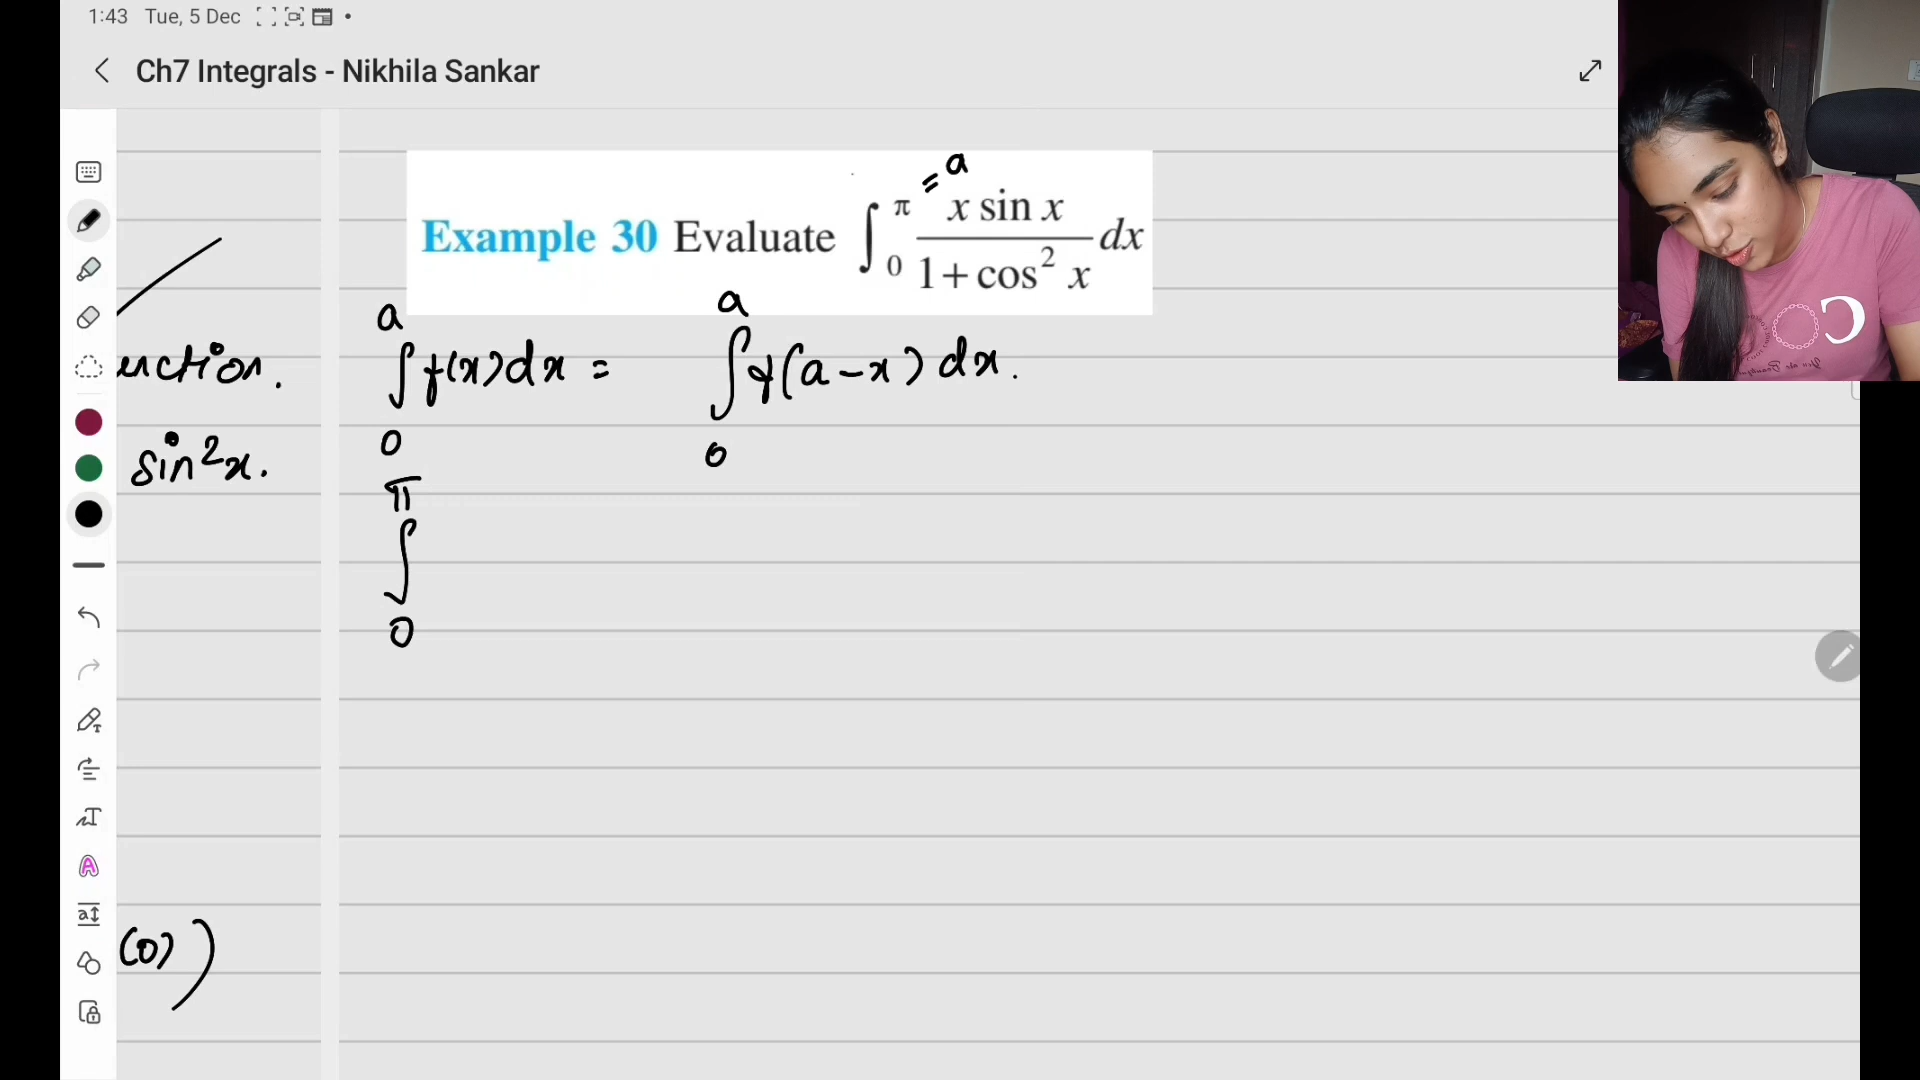 1:43 Tue, 5 Dec
Ch7 Integrals - Nikhila Sankar
Example 30 Evaluate ∫₀^π = a (x sin x)/(1+cos² x) dx
unction.
∫₀^a f(x)dx = ∫₀^a f(a-x) dx.
sin²x.
∫₀^π
(0))